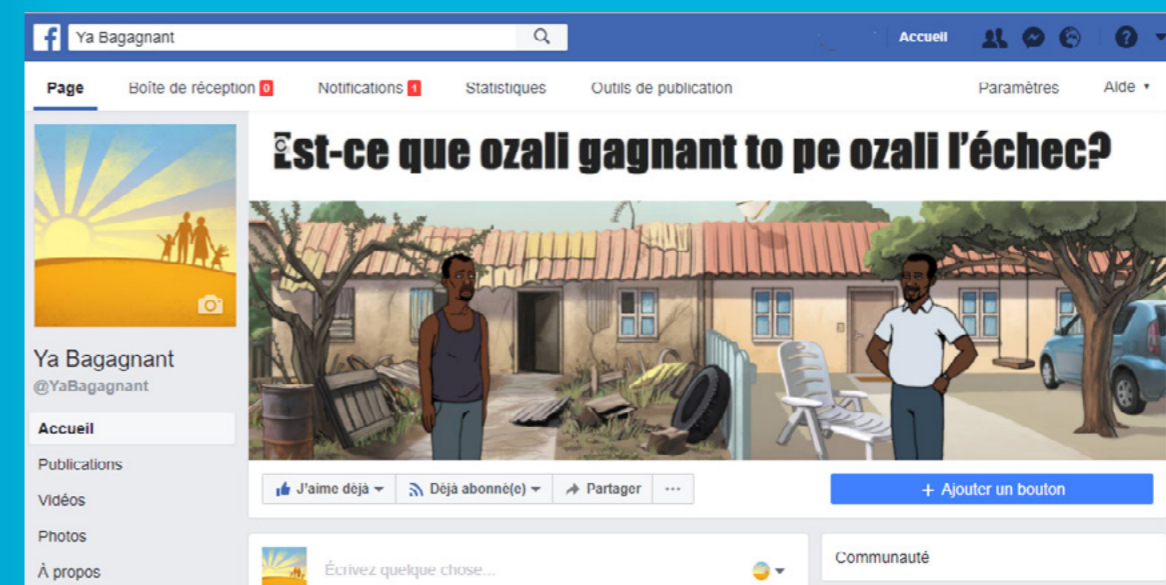 Ya Bagagnant
Accueil
Page Boîte de réception 0 Notifications 1 Statistiques Outils de publication Paramètres Aide
Est-ce que ozali gagnant to pe ozali l'échec?
Ya Bagagnant
@YaBagagnant
Accueil
Publications
Vidéos
Photos
À propos
J'aime déjà Déjà abonné(e) Partager ...
+ Ajouter un bouton
Écrivez quelque chose...
Communauté